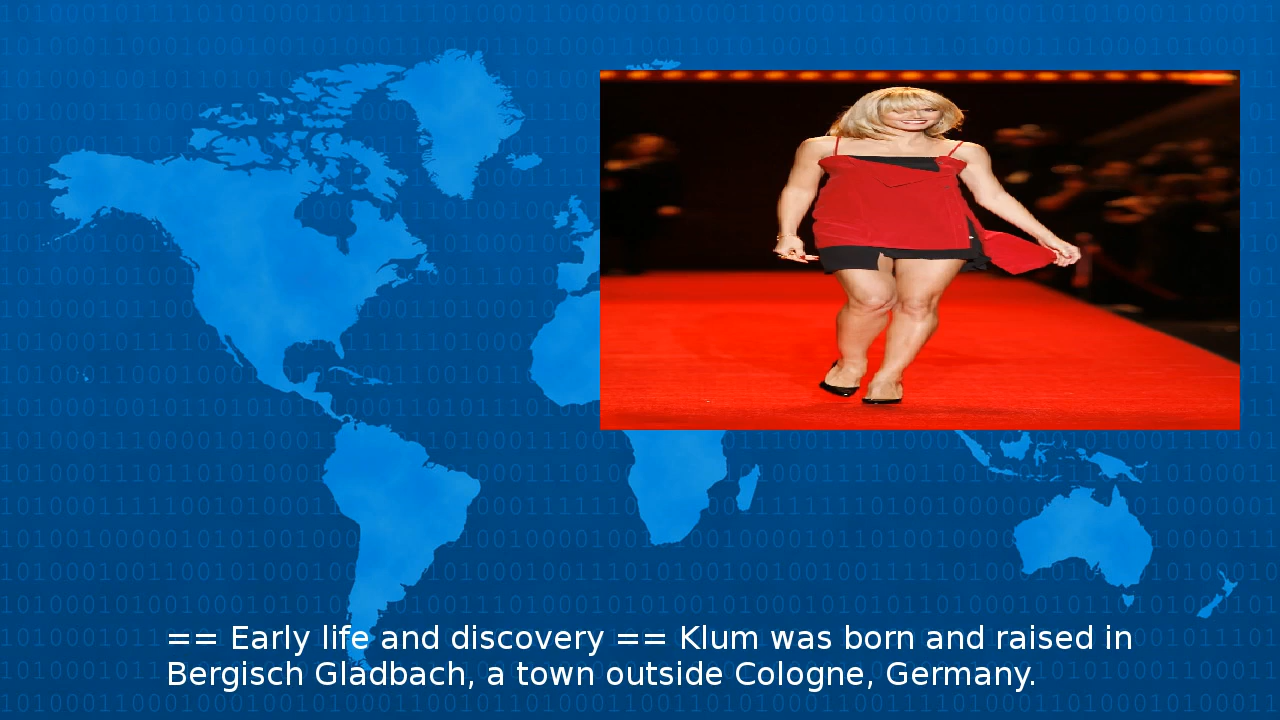 == Early life and discovery == Klum was born and raised in
Bergisch Gladbach, a town outside Cologne, Germany.